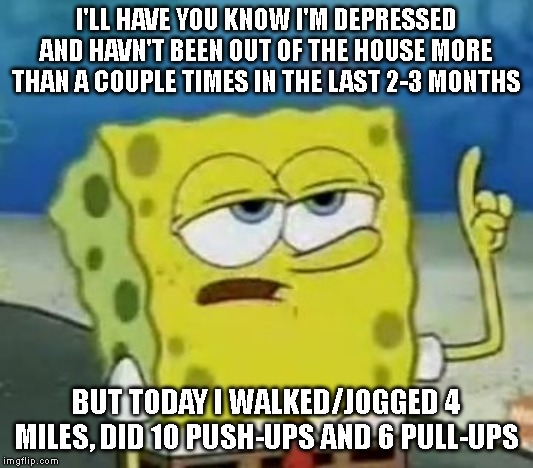 I'LL HAVE YOU KNOW I'M DEPRESSED
AND HAVN'T BEEN OUT OF THE HOUSE MORE
THAN A COUPLE TIMES IN THE LAST 2-3 MONTHS
BUT TODAY I WALKED/JOGGED 4
MILES, DID 10 PUSH-UPS AND 6 PULL-UPS
imgflip.com